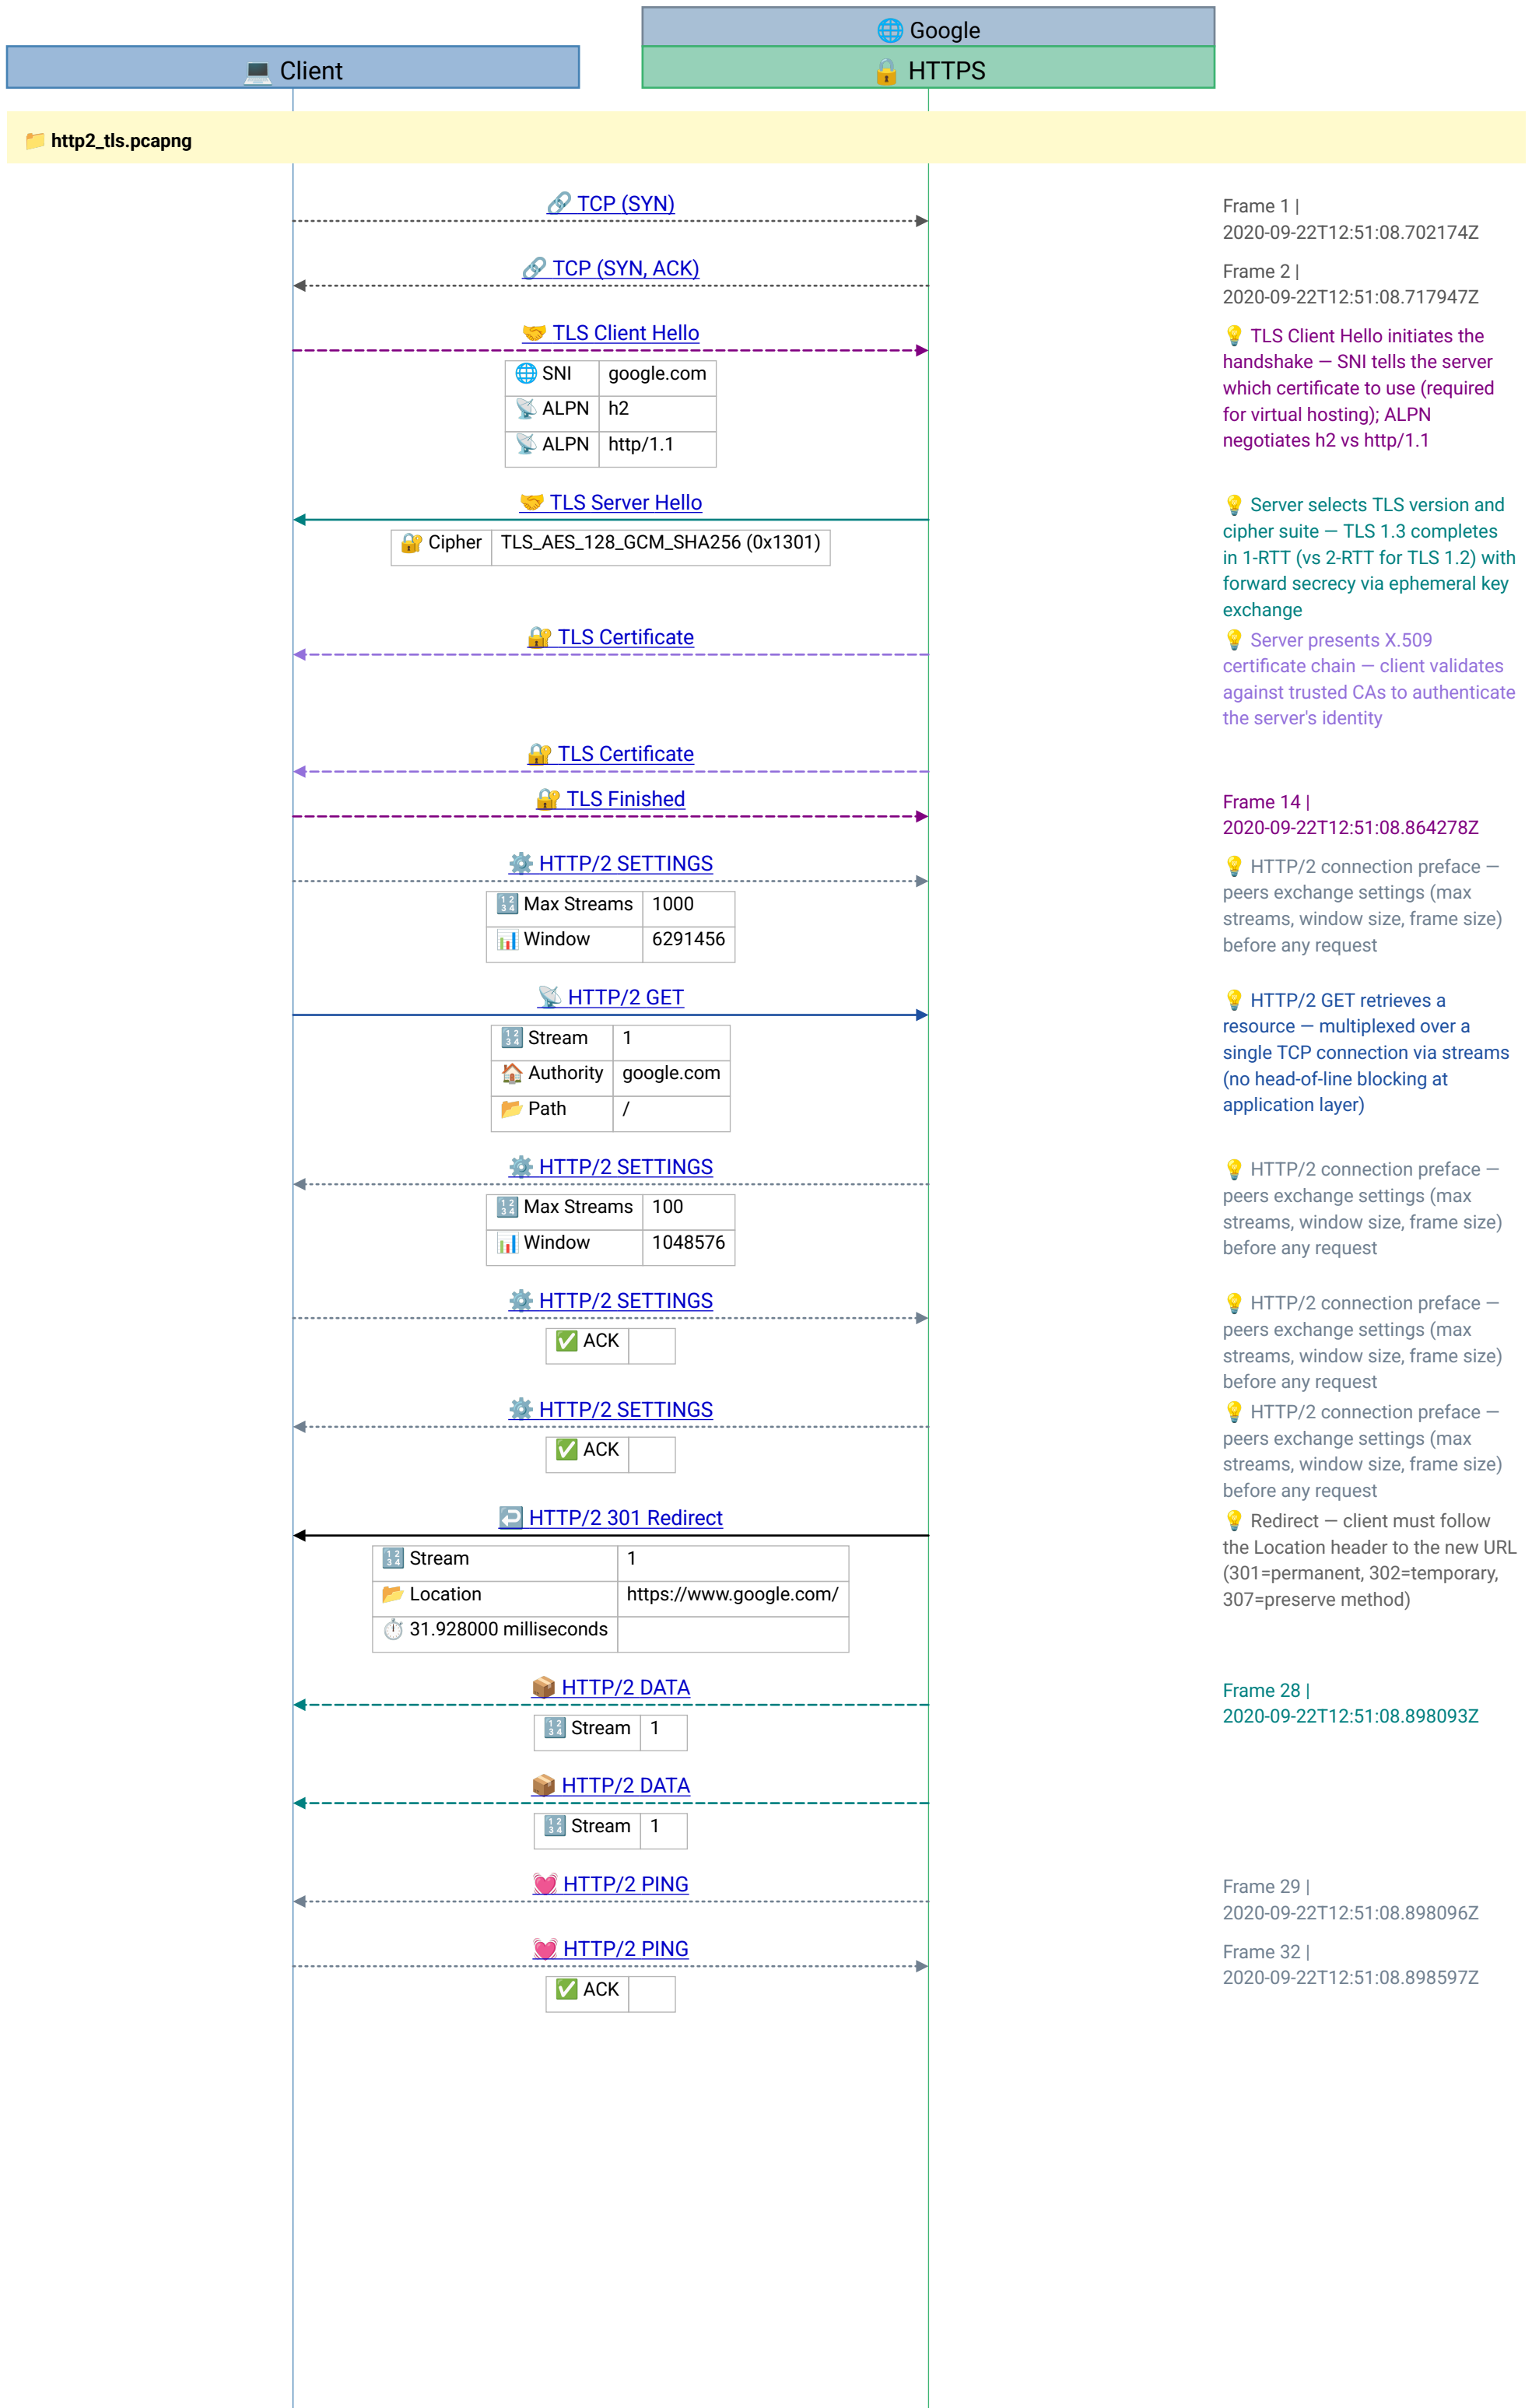 🌐 Google
💻 Client
🔒 HTTPS
📁 http2_tls.pcapng
🔗 TCP (SYN)
Frame 1 |
2020-09-22T12:51:08.702174Z
🔗 TCP (SYN, ACK)
Frame 2 |
2020-09-22T12:51:08.717947Z
🤝 TLS Client Hello
🌐 SNI google.com
📡 ALPN h2
📡 ALPN http/1.1
💡 TLS Client Hello initiates the
handshake — SNI tells the server
which certificate to use (required
for virtual hosting); ALPN
negotiates h2 vs http/1.1
🤝 TLS Server Hello
🔐 Cipher TLS_AES_128_GCM_SHA256 (0x1301)
💡 Server selects TLS version and
cipher suite — TLS 1.3 completes
in 1-RTT (vs 2-RTT for TLS 1.2) with
forward secrecy via ephemeral key
exchange
🔐 TLS Certificate
💡 Server presents X.509
certificate chain — client validates
against trusted CAs to authenticate
the server's identity
🔐 TLS Certificate
🔐 TLS Finished
Frame 14 |
2020-09-22T12:51:08.864278Z
⚙️ HTTP/2 SETTINGS
🔢 Max Streams 1000
📊 Window 6291456
💡 HTTP/2 connection preface —
peers exchange settings (max
streams, window size, frame size)
before any request
📡 HTTP/2 GET
🔢 Stream 1
🏠 Authority google.com
📂 Path /
💡 HTTP/2 GET retrieves a
resource — multiplexed over a
single TCP connection via streams
(no head-of-line blocking at
application layer)
⚙️ HTTP/2 SETTINGS
🔢 Max Streams 100
📊 Window 1048576
💡 HTTP/2 connection preface —
peers exchange settings (max
streams, window size, frame size)
before any request
⚙️ HTTP/2 SETTINGS
✅ ACK
💡 HTTP/2 connection preface —
peers exchange settings (max
streams, window size, frame size)
before any request
⚙️ HTTP/2 SETTINGS
✅ ACK
💡 HTTP/2 connection preface —
peers exchange settings (max
streams, window size, frame size)
before any request
↩️ HTTP/2 301 Redirect
🔢 Stream 1
📂 Location https://www.google.com/
⏱️ 31.928000 milliseconds
💡 Redirect — client must follow
the Location header to the new URL
(301=permanent, 302=temporary,
307=preserve method)
📦 HTTP/2 DATA
🔢 Stream 1
Frame 28 |
2020-09-22T12:51:08.898093Z
📦 HTTP/2 DATA
🔢 Stream 1
💓 HTTP/2 PING
Frame 29 |
2020-09-22T12:51:08.898096Z
💓 HTTP/2 PING
✅ ACK
Frame 32 |
2020-09-22T12:51:08.898597Z